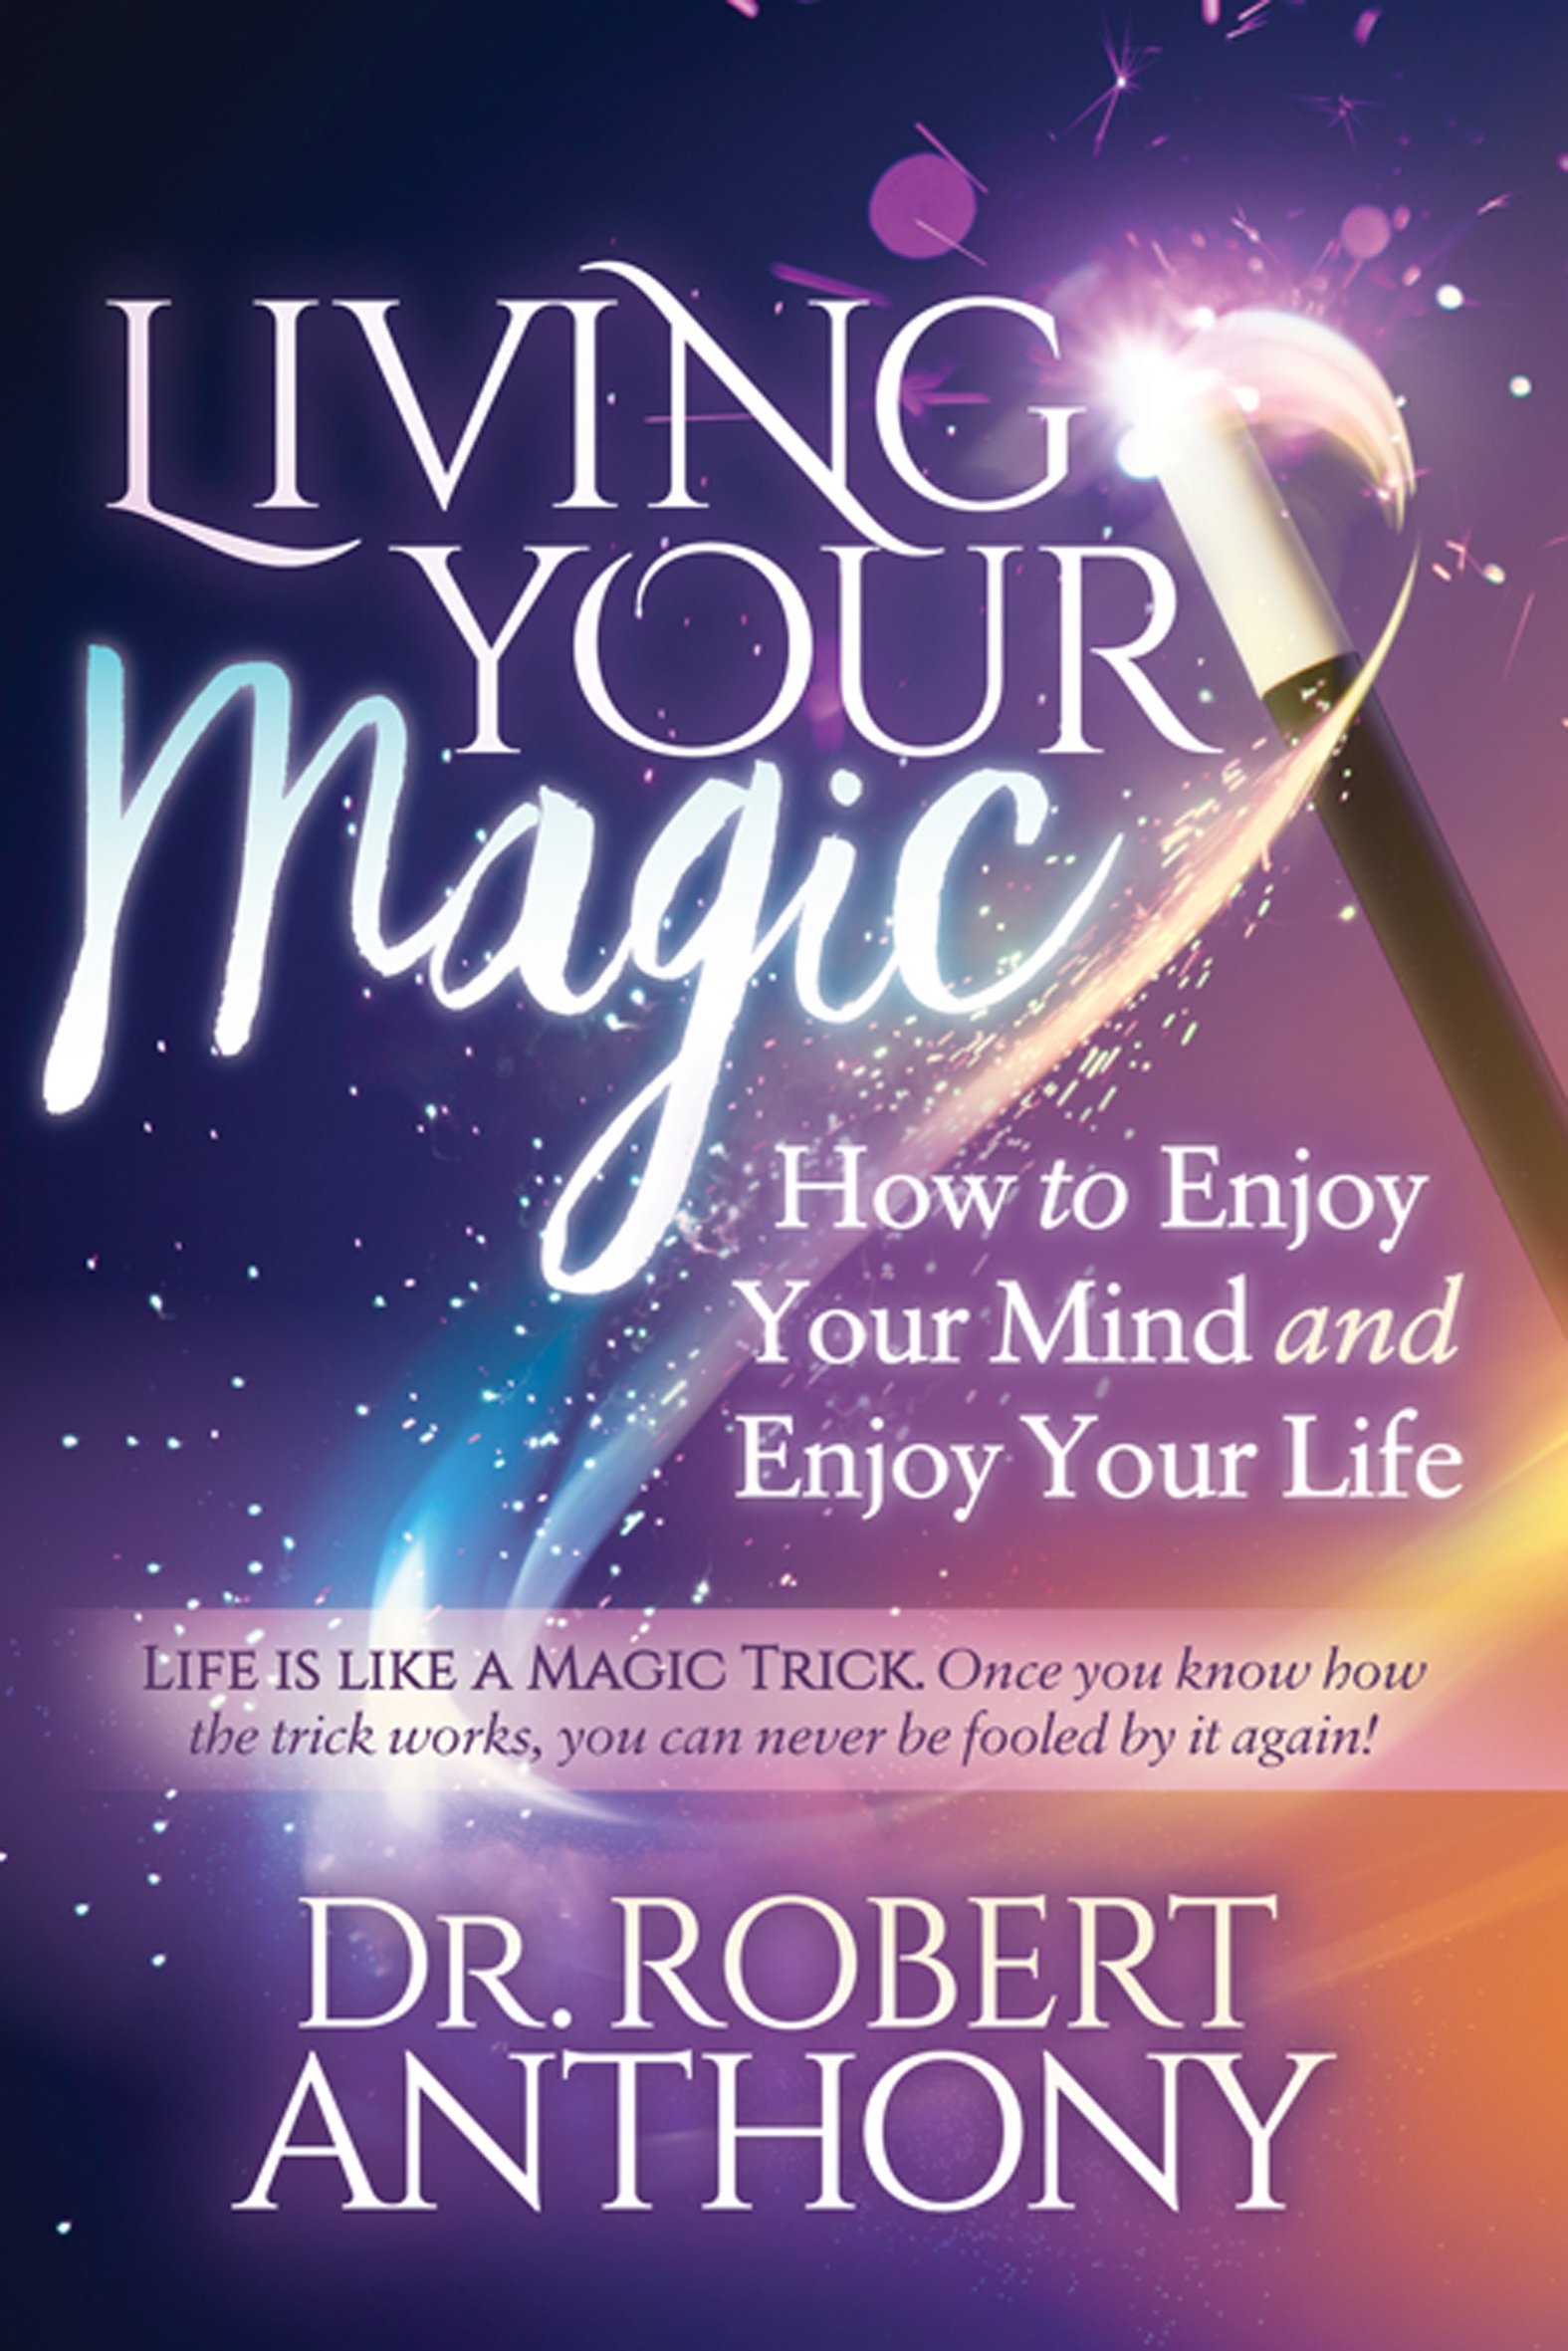 LIVING
YOUR
Magic
How to Enjoy
Your Mind and
Enjoy Your Life
LIFE IS LIKE A MAGIC TRICK. Once you know how
the trick works, you can never be fooled by it again!
DR. ROBERT
ANTHONY